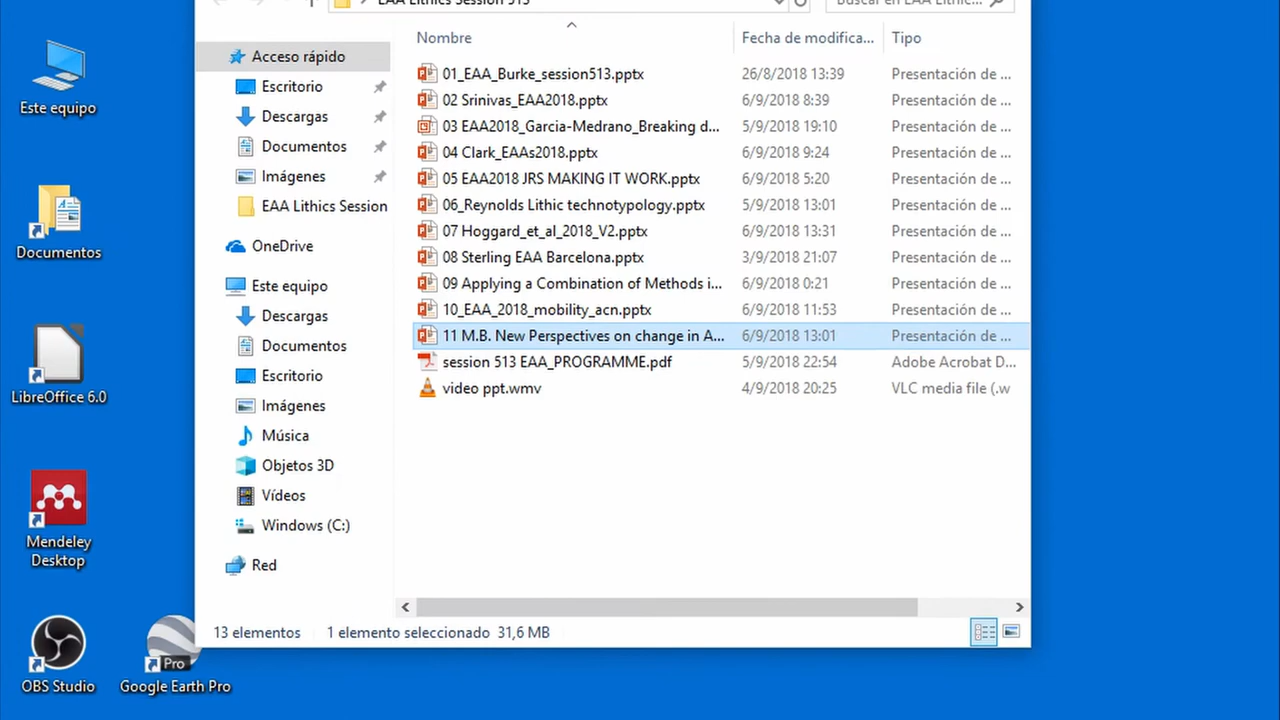 EAA Lithics Session 513
Buscar en EAA Lithic...
Nombre
Fecha de modifica...
Tipo
Este equipo
Documentos
LibreOffice 6.0
Mendeley
Desktop
OBS Studio
Google Earth Pro
Pro
Acceso rápido
Escritorio
Descargas
Documentos
Imágenes
EAA Lithics Session
OneDrive
Este equipo
Descargas
Documentos
Escritorio
Imágenes
Música
Objetos 3D
Vídeos
Windows (C:)
Red
01_EAA_Burke_session513.pptx 26/8/2018 13:39 Presentación de ...
02 Srinivas_EAA2018.pptx 6/9/2018 8:39 Presentación de ...
03 EAA2018_Garcia-Medrano_Breaking d... 5/9/2018 19:10 Presentación de ...
04 Clark_EAAs2018.pptx 6/9/2018 9:24 Presentación de ...
05 EAA2018 JRS MAKING IT WORK.pptx 6/9/2018 5:20 Presentación de ...
06_Reynolds Lithic technotypology.pptx 5/9/2018 13:01 Presentación de ...
07 Hoggard_et_al_2018_V2.pptx 6/9/2018 13:31 Presentación de ...
08 Sterling EAA Barcelona.pptx 3/9/2018 21:07 Presentación de ...
09 Applying a Combination of Methods i... 6/9/2018 0:21 Presentación de ...
10_EAA_2018_mobility_acn.pptx 6/9/2018 11:53 Presentación de ...
11 M.B. New Perspectives on change in A... 6/9/2018 13:01 Presentación de ...
session 513 EAA_PROGRAMME.pdf 5/9/2018 22:54 Adobe Acrobat D...
video ppt.wmv 4/9/2018 20:25 VLC media file (.w
13 elementos 1 elemento seleccionado 31,6 MB